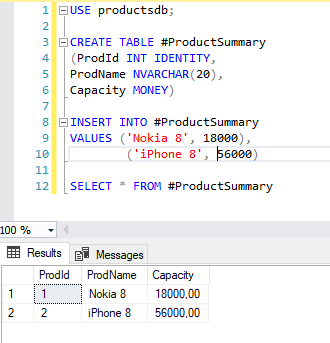 1 USE productsdb;
2
3 CREATE TABLE #ProductSummary
4 (ProdId INT IDENTITY,
5 ProdName NVARCHAR(20),
6 Capacity MONEY)
7
8 INSERT INTO #ProductSummary
9 VALUES ('Nokia 8', 18000),
10 ('iPhone 8', 56000)
11
12 SELECT * FROM #ProductSummary
100 %
Results Messages
ProdId ProdName Capacity
1 1 Nokia 8 18000,00
2 2 iPhone 8 56000,00